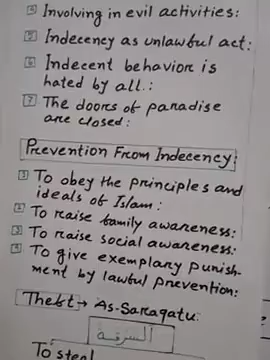 4 Involving in evil activities:
5 Indecency as unlawful act:
6 Indecent behavior is
hated by all.:
7 The doors of paradise
are closed:
Prevention From Indecency:
1 To obey the principles and
ideals of Islam:
2 To raise family awareness:
3 To raise social awareness:
4 To give exemplary punish-
ment by lawful prevention:
Theft → As-Saraqatu:
السرقة
To steal